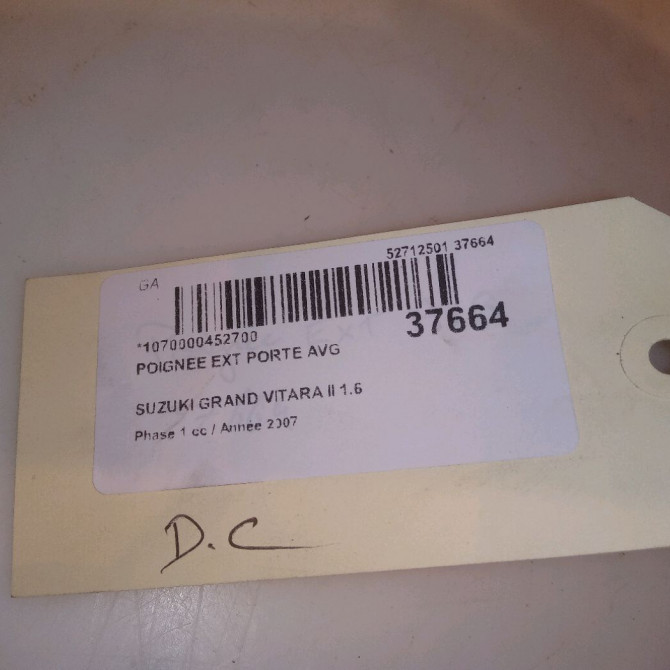 GA
52712501 37664
37664
*1070000452700
POIGNEE EXT PORTE AVG
SUZUKI GRAND VITARA II 1.6
Phase 1 cc / Année 2007
D.C